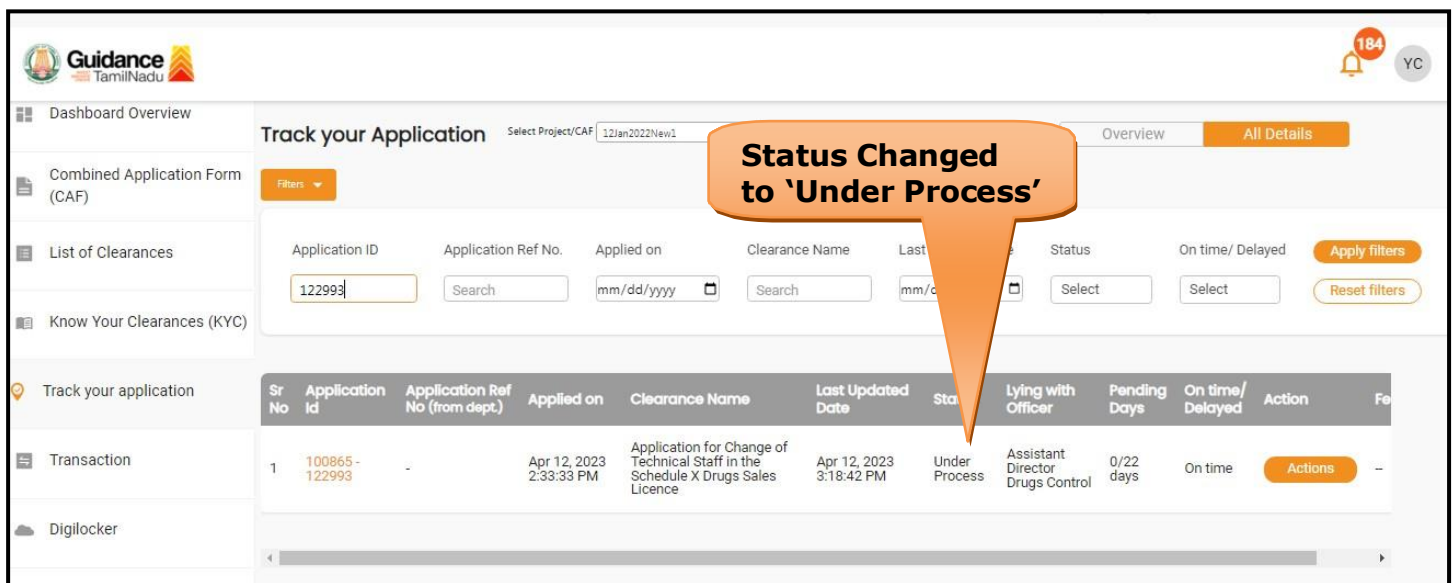 184
Guidance
TamilNadu
YC
Dashboard Overview
Track your Application
Select Project/CAF
12Jan2022New1
Overview
All Details
Status Changed
to ‘Under Process’
Combined Application Form
(CAF)
Filters
List of Clearances
Application ID
Application Ref No.
Applied on
Clearance Name
Status
On time/ Delayed
Apply filters
122993
Search
mm/dd/yyyy
Search
Select
Select
Reset filters
Know Your Clearances (KYC)
Track your application
Sr
No
Application
Id
Application Ref
No (from dept.)
Applied on
Clearance Name
Last Updated
Date
Lying with
Officer
Pending
Days
On time/
Delayed
Action
Transaction
1
100865 -
122993
-
Apr 12, 2023
2:33:33 PM
Application for Change of
Technical Staff in the
Schedule X Drugs Sales
Licence
Apr 12, 2023
3:18:42 PM
Under
Process
Assistant
Director
Drugs Control
0/22
days
On time
Actions
--
Digilocker